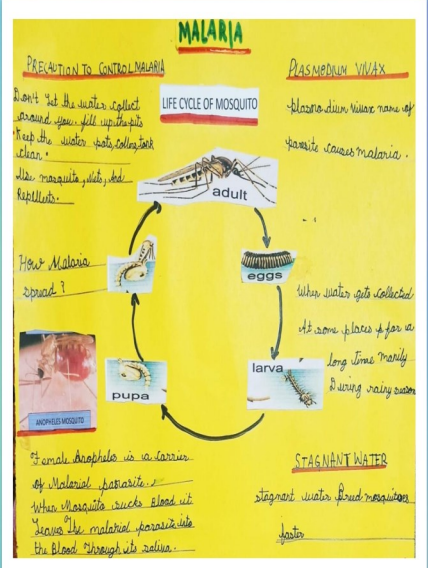 MALARIA
PRECAUTION TO CONTROL MALARIA
Don't let the water collect
around you. fill up the pits
Keep the water pots, colling tank
clean.
Use mosquito, Nets, And
Repllents.
LIFE CYCLE OF MOSQUITO
PLASMODIUM VIVAX
plasmodium vivax name of
parasite causes malaria.
adult
eggs
larva
pupa
How Malaria
spread?
ANOPHELES MOSQUITO
When water gets collected
At some places for a
long time
During rainy season
Female Anopheles is a carrier
of Malarial parasite.
When Mosquito sucks Blood it
Leaves The malarial parasite into
the Blood Through its saliva.
STAGNANT WATER
stagnant water Breed mosquitoes
faster